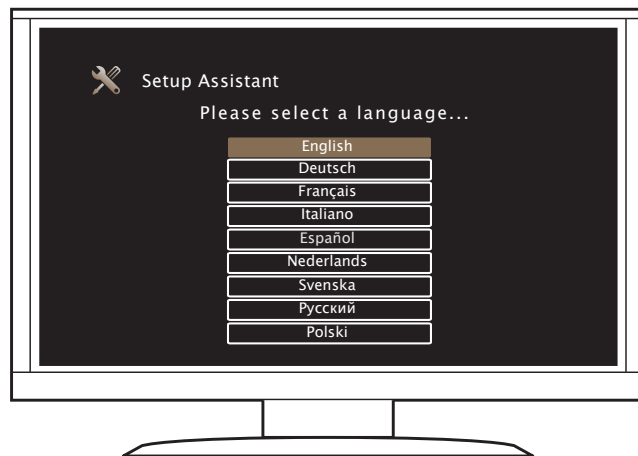 Setup Assistant
Please select a language...
English
Deutsch
Français
Italiano
Español
Nederlands
Svenska
Русский
Polski